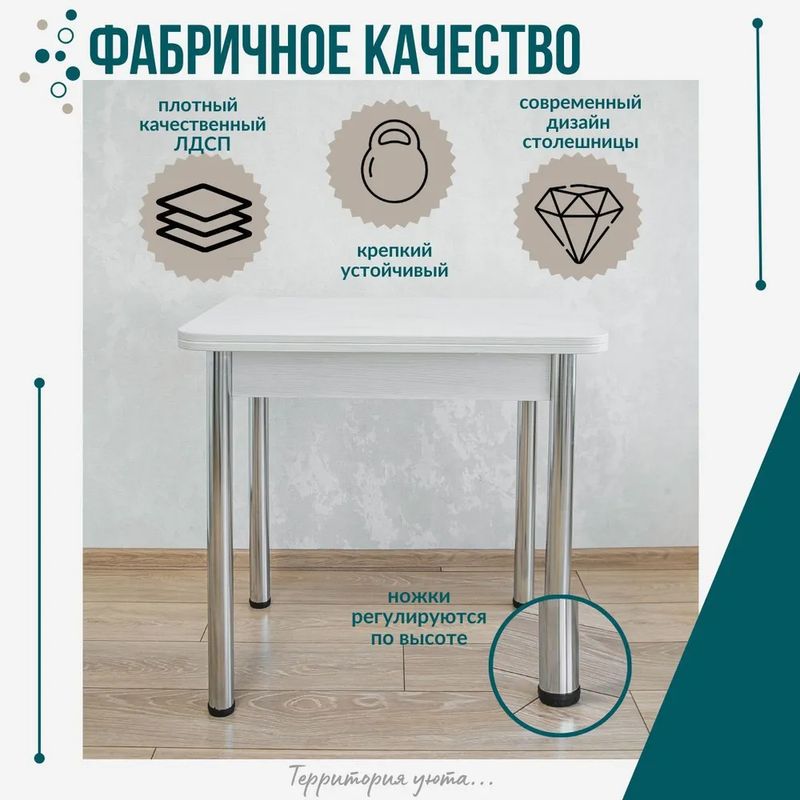 ФАБРИЧНОЕ КАЧЕСТВО
плотный
качественный
ЛДСП
крепкий
устойчивый
современный
дизайн
столешницы
ножки
регулируются
по высоте
Территория уюта...